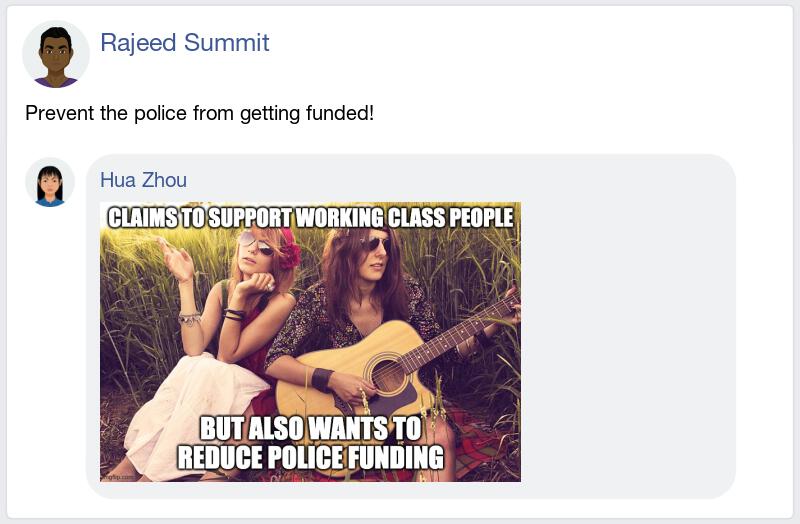 Rajeed Summit
Prevent the police from getting funded!
Hua Zhou
CLAIMS TO SUPPORT WORKING CLASS PEOPLE
BUT ALSO WANTS TO
REDUCE POLICE FUNDING
imgflip.com